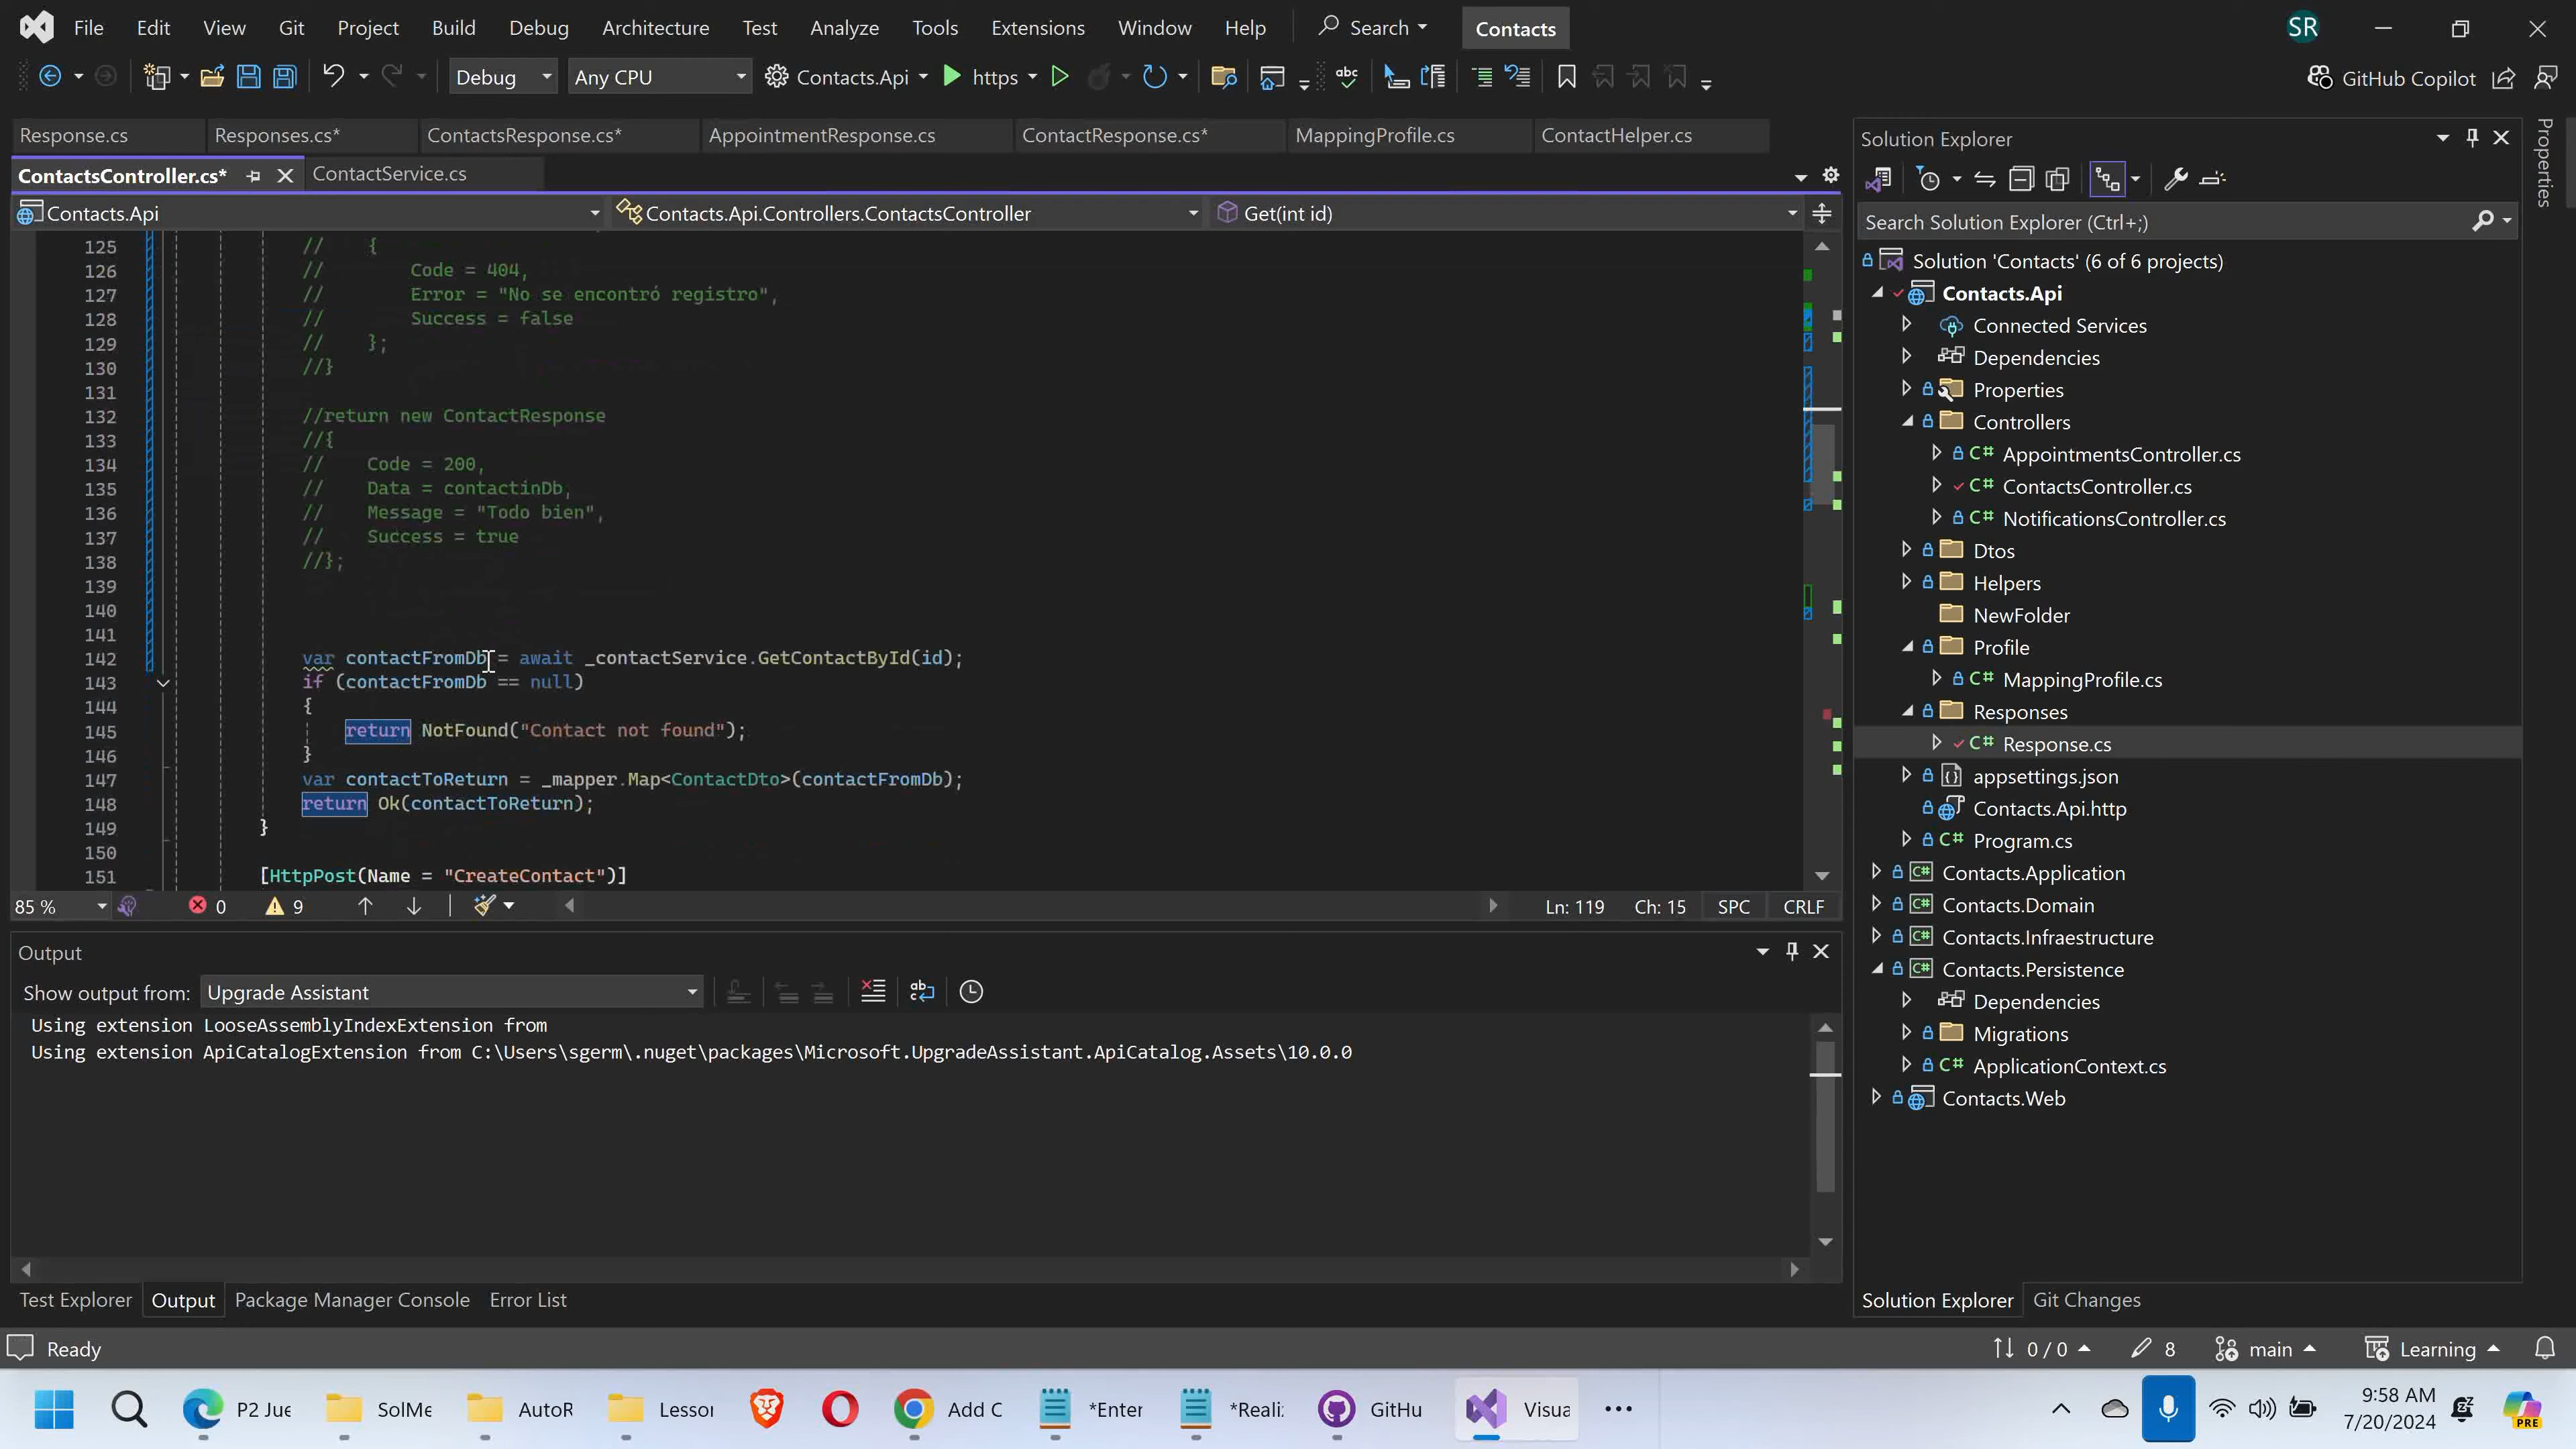 File Edit View Git Project Build Debug Architecture Test Analyze Tools Extensions Window Help Search Contacts SR
Debug Any CPU Contacts.Api https GitHub Copilot
Response.cs Responses.cs* ContactsResponse.cs* AppointmentResponse.cs ContactResponse.cs* MappingProfile.cs ContactHelper.cs
ContactsController.cs* ContactService.cs
Contacts.Api Contacts.Api.Controllers.ContactsController Get(int id)
125 // {
126 // Code = 404,
127 // Error = "No se encontró registro",
128 // Success = false
129 // };
130 //}
131
132 //return new ContactResponse
133 //{
134 // Code = 200,
135 // Data = contactinDb,
136 // Message = "Todo bien",
137 // Success = true
138 //};
139
140
141
142 var contactFromDb = await _contactService.GetContactById(id);
143 if (contactFromDb == null)
144 {
145 return NotFound("Contact not found");
146 }
147 var contactToReturn = _mapper.Map<ContactDto>(contactFromDb);
148 return Ok(contactToReturn);
149 }
150
151 [HttpPost(Name = "CreateContact")]
85 % 0 9 Ln: 119 Ch: 15 SPC CRLF
Output
Show output from: Upgrade Assistant
Using extension LooseAssemblyIndexExtension from
Using extension ApiCatalogExtension from C:\Users\sgerm\.nuget\packages\Microsoft.UpgradeAssistant.ApiCatalog.Assets\10.0.0
Test Explorer Output Package Manager Console Error List
Solution Explorer
Search Solution Explorer (Ctrl+;)
Solution 'Contacts' (6 of 6 projects)
Contacts.Api
Connected Services
Dependencies
Properties
Controllers
C# AppointmentsController.cs
C# ContactsController.cs
C# NotificationsController.cs
Dtos
Helpers
NewFolder
Profile
C# MappingProfile.cs
Responses
C# Response.cs
appsettings.json
Contacts.Api.http
C# Program.cs
C# Contacts.Application
C# Contacts.Domain
C# Contacts.Infraestructure
C# Contacts.Persistence
Dependencies
Migrations
C# ApplicationContext.cs
Contacts.Web
Solution Explorer Git Changes
Properties
Ready 0 / 0 8 main Learning
P2 Jue SolMe AutoR Lessor Add C *Enter *Reali: GitHu Visua 9:58 AM
7/20/2024
PRE